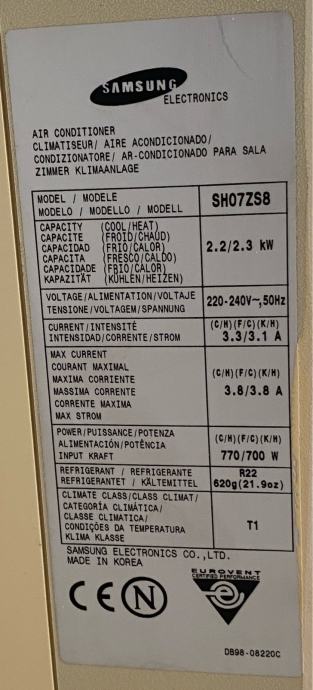 SAMSUNG
ELECTRONICS
AIR CONDITIONER
CLIMATISEUR/ AIRE ACONDICIONADO/
CONDIZIONATORE/ AR-CONDICIONADO PARA SALA
ZIMMER KLIMAANLAGE
MODEL / MODELE
MODELO / MODELLO / MODELL
SH07ZS8
CAPACITY (COOL/HEAT)
CAPACITE (FROID/CHAUD)
CAPACIDAD (FRIO/CALOR)
CAPACITA (FRESCO/CALDO)
CAPACIDADE (FRIO/CALOR)
KAPAZITÄT (KÜHLEN/HEIZEN)
2.2/2.3 kW
VOLTAGE/ALIMENTATION/VOLTAJE
TENSIONE/VOLTAGEM/SPANNUNG
220-240V~,50Hz
CURRENT/INTENSITÉ
INTENSIDAD/CORRENTE/STROM
(C/H)(F/C)(K/H)
3.3/3.1 A
MAX CURRENT
COURANT MAXIMAL
MAXIMA CORRIENTE
MASSIMA CORRENTE
CORRENTE MAXIMA
MAX STROM
(C/H)(F/C)(K/H)
3.8/3.8 A
POWER/PUISSANCE/POTENZA
ALIMENTACIÓN/POTÊNCIA
INPUT KRAFT
(C/H)(F/C)(K/H)
770/700 W
REFRIGERANT / REFRIGERANTE
REFRIGERANTET / KÄLTEMITTEL
R22
620g(21.9oz)
CLIMATE CLASS/CLASS CLIMAT/
CATEGORÍA CLIMÁTICA/
CLASSE CLIMATICA/
CONDIÇÕES DA TEMPERATURA
KLIMA KLASSE
T1
SAMSUNG ELECTRONICS CO.,LTD.
MADE IN KOREA
CE N
EUROVENT
CERTIFIED PERFORMANCE
DB98-08220C